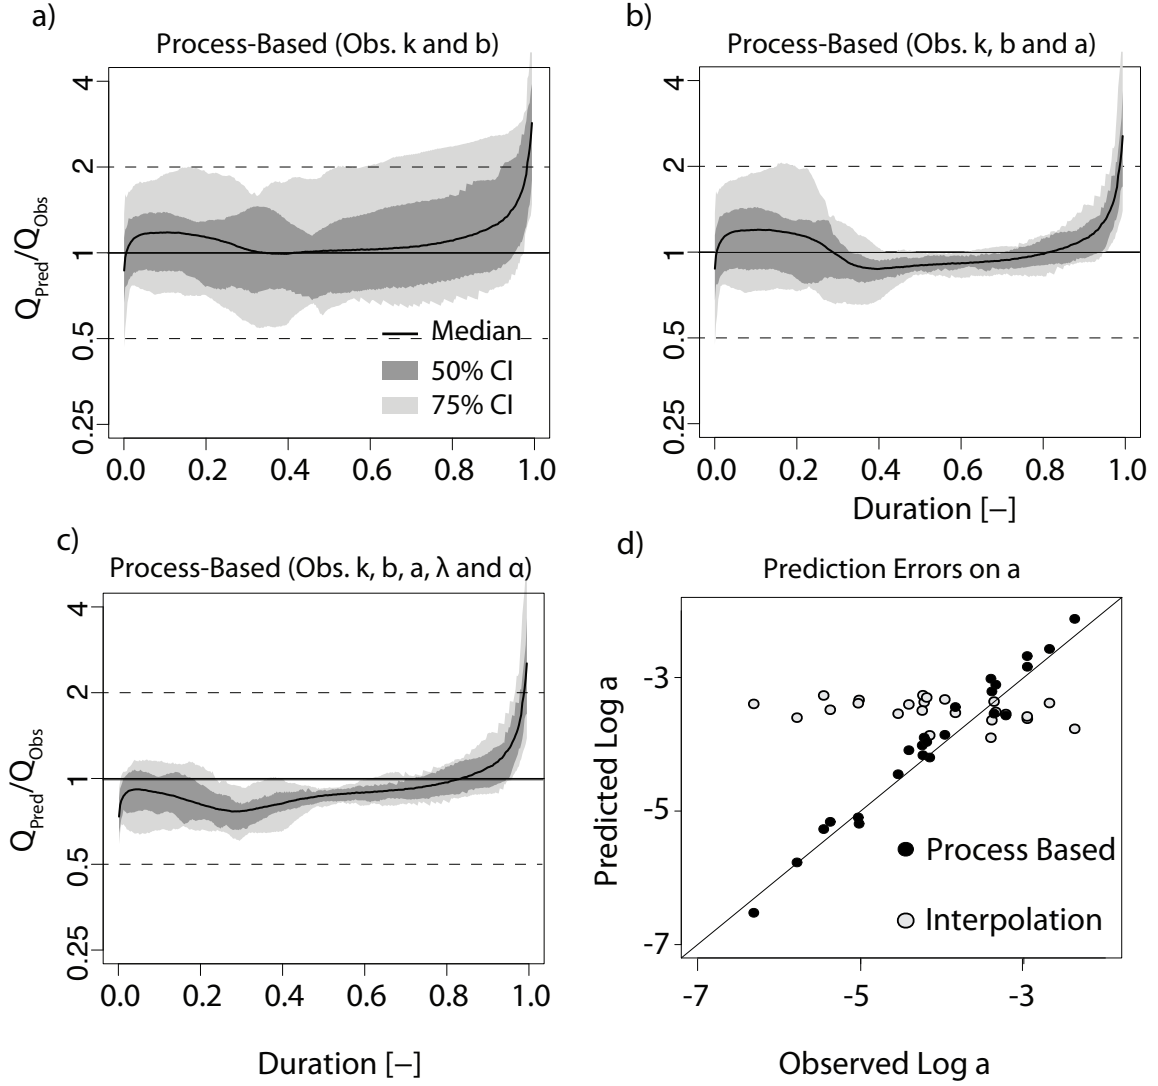 a)
Process-Based (Obs. k and b)
4
2
1
0.5
0.25
QPred/QObs
Median
50% CI
75% CI
0.0 0.2 0.4 0.6 0.8 1.0
b)
Process-Based (Obs. k, b and a)
4
2
1
0.5
0.25
0.0 0.2 0.4 0.6 0.8 1.0
Duration [−]
c)
Process-Based (Obs. k, b, a, λ and α)
4
2
1
0.5
0.25
QPred/QObs
0.0 0.2 0.4 0.6 0.8 1.0
Duration [−]
d)
Prediction Errors on a
-3
-5
-7
Predicted Log a
Process Based
Interpolation
-7 -5 -3
Observed Log a